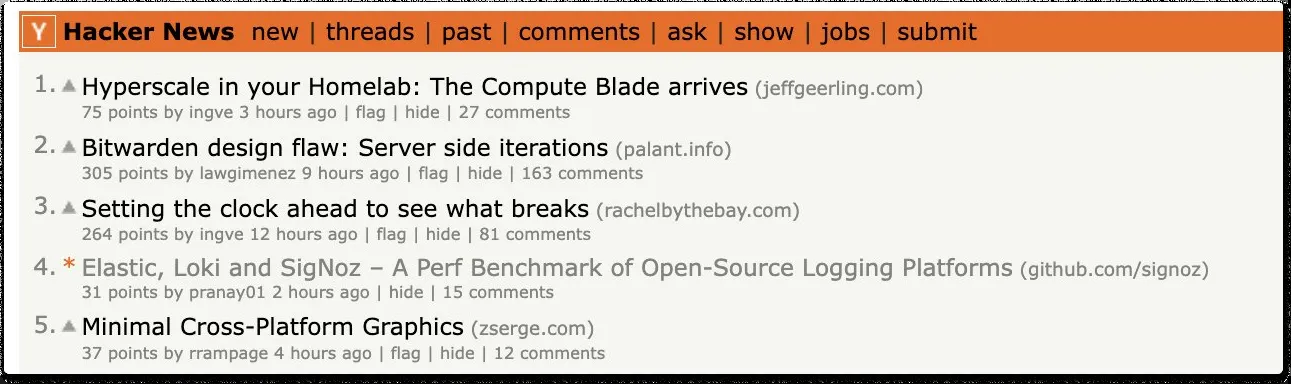 Y Hacker News new | threads | past | comments | ask | show | jobs | submit
1. Hyperscale in your Homelab: The Compute Blade arrives (jeffgeerling.com)
75 points by ingve 3 hours ago | flag | hide | 27 comments
2. Bitwarden design flaw: Server side iterations (palant.info)
305 points by lawgimenez 9 hours ago | flag | hide | 163 comments
3. Setting the clock ahead to see what breaks (rachelbythebay.com)
264 points by ingve 12 hours ago | flag | hide | 81 comments
4. * Elastic, Loki and SigNoz – A Perf Benchmark of Open-Source Logging Platforms (github.com/signoz)
31 points by pranay01 2 hours ago | hide | 15 comments
5. Minimal Cross-Platform Graphics (zserge.com)
37 points by rrampage 4 hours ago | flag | hide | 12 comments